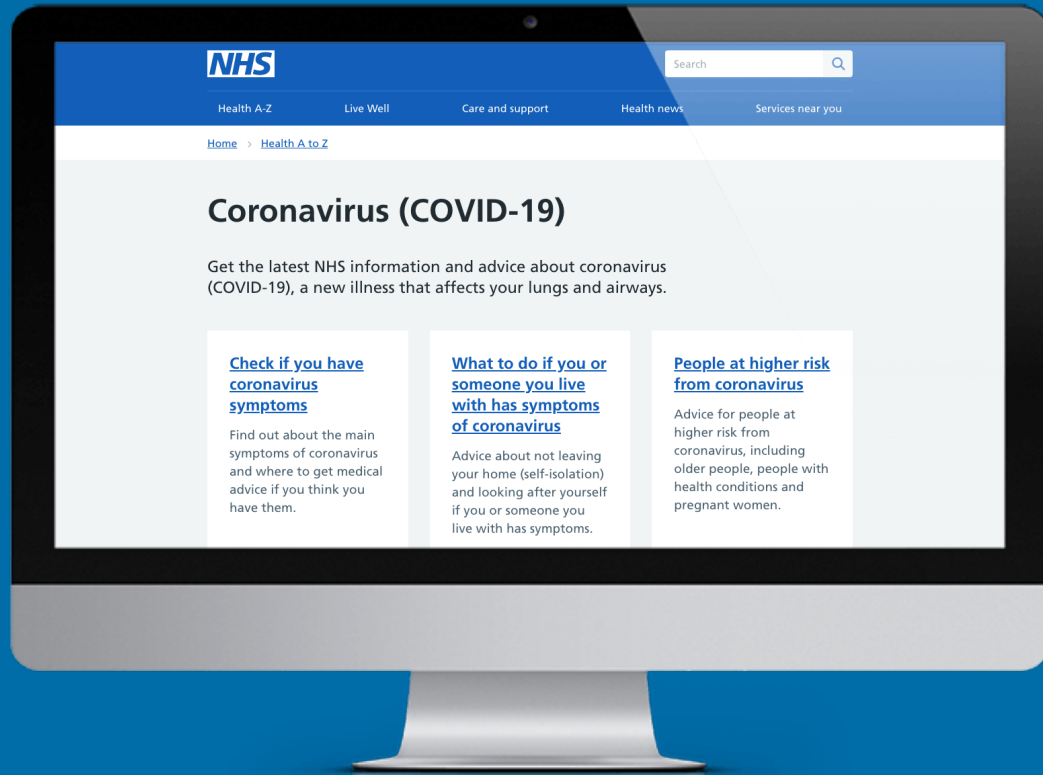 NHS
Search
Health A-Z Live Well Care and support Health news Services near you
Home > Health A to Z
Coronavirus (COVID-19)
Get the latest NHS information and advice about coronavirus
(COVID-19), a new illness that affects your lungs and airways.
Check if you have
coronavirus
symptoms
Find out about the main
symptoms of coronavirus
and where to get medical
advice if you think you
have them.
What to do if you or
someone you live
with has symptoms
of coronavirus
Advice about not leaving
your home (self-isolation)
and looking after yourself
if you or someone you
live with has symptoms.
People at higher risk
from coronavirus
Advice for people at
higher risk from
coronavirus, including
older people, people with
health conditions and
pregnant women.